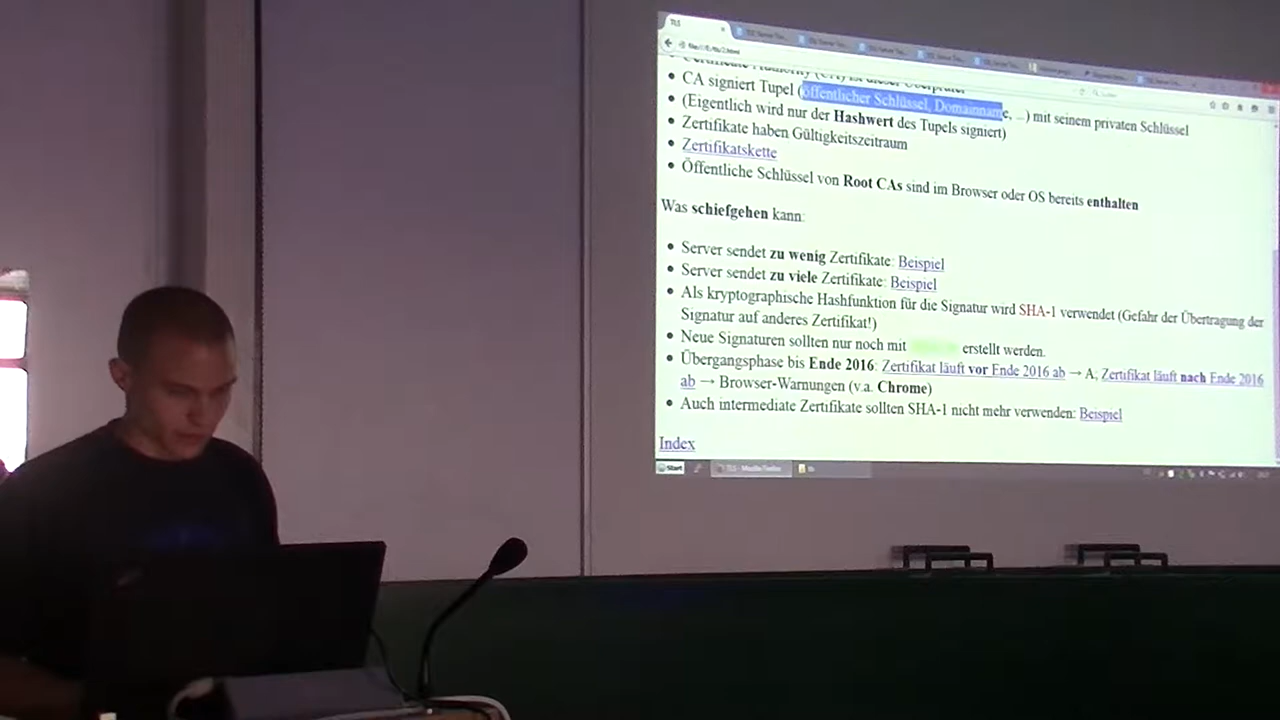 TLS
CA signiert Tupel (öffentlicher Schlüssel, Domainname, ...) mit seinem privaten Schlüssel
(Eigentlich wird nur der Hashwert des Tupels signiert)
Zertifikate haben Gültigkeitszeitraum
Zertifikatskette
Öffentliche Schlüssel von Root CAs sind im Browser oder OS bereits enthalten
Was schiefgehen kann:
Server sendet zu wenig Zertifikate: Beispiel
Server sendet zu viele Zertifikate: Beispiel
Als kryptographische Hashfunktion für die Signatur wird SHA-1 verwendet (Gefahr der Übertragung der
Signatur auf anderes Zertifikat!)
Neue Signaturen sollten nur noch mit erstellt werden.
Übergangsphase bis Ende 2016: Zertifikat läuft vor Ende 2016 ab → A; Zertifikat läuft nach Ende 2016
ab → Browser-Warnungen (v.a. Chrome)
Auch intermediate Zertifikate sollten SHA-1 nicht mehr verwenden: Beispiel
Index
Start
TLS - Mozilla Firefox